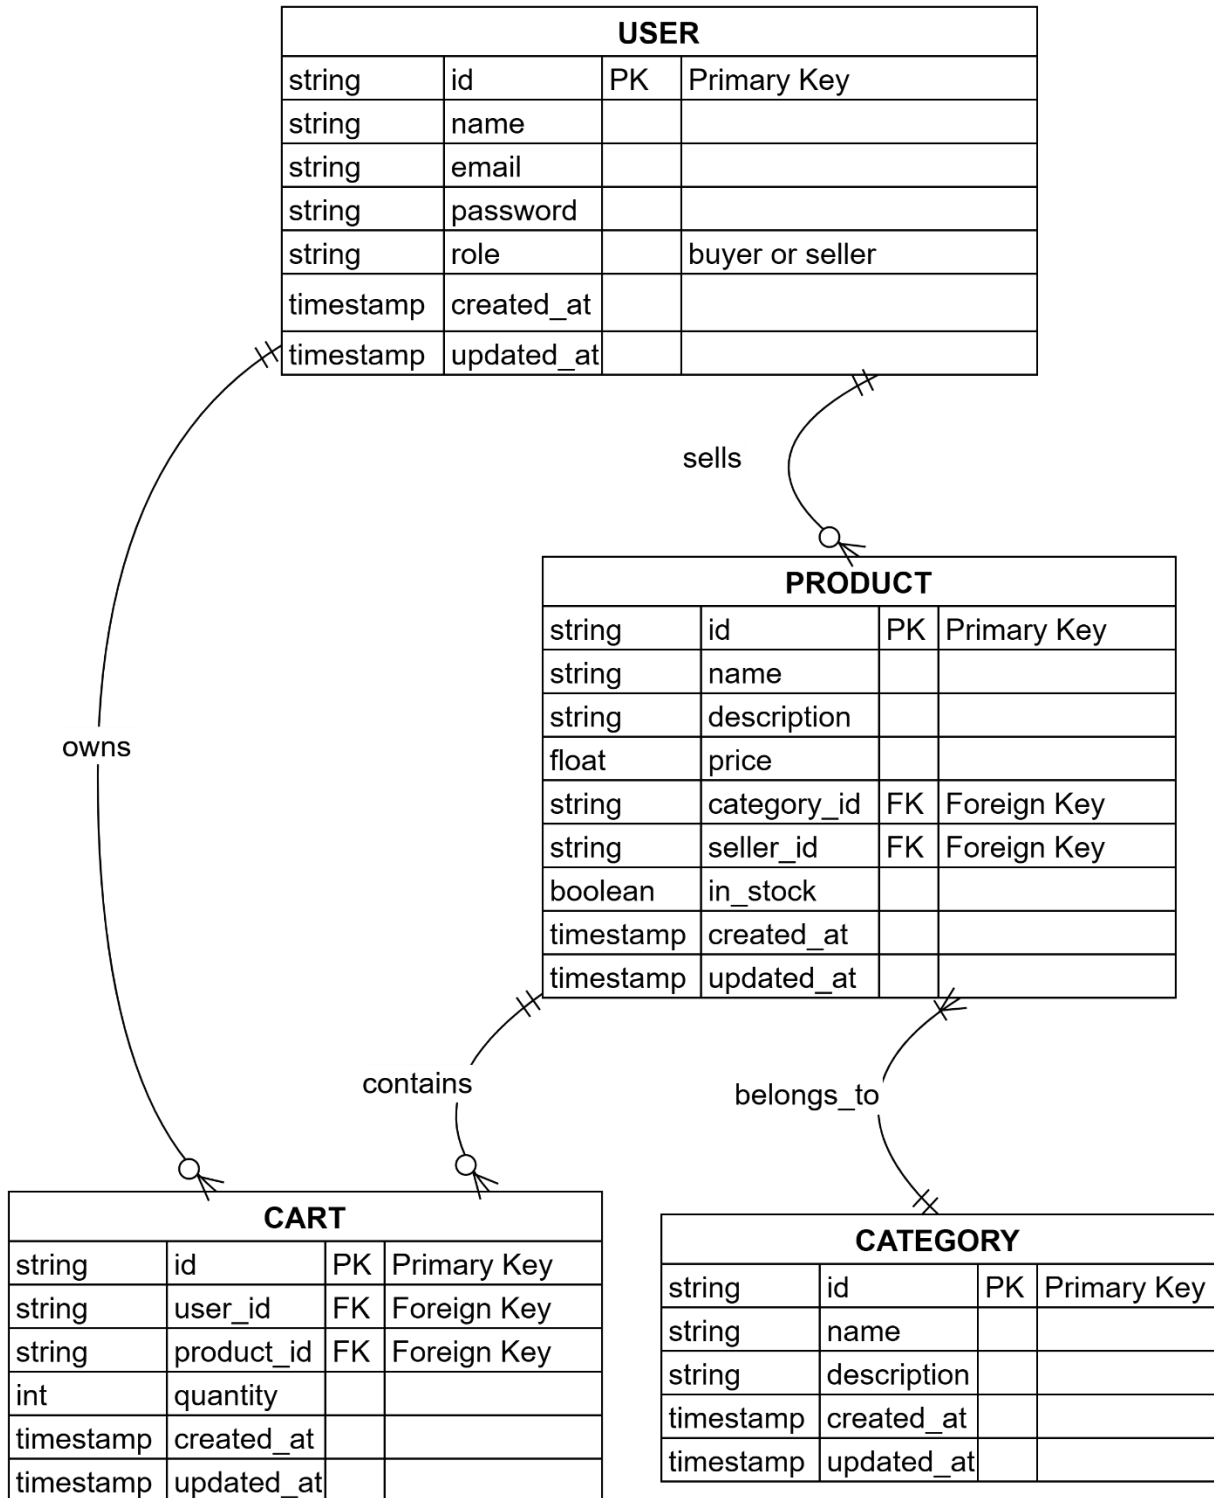 USER
string id PK Primary Key
string name
string email
string password
string role buyer or seller
timestamp created_at
timestamp updated_at
sells
PRODUCT
string id PK Primary Key
string name
string description
float price
string category_id FK Foreign Key
string seller_id FK Foreign Key
boolean in_stock
timestamp created_at
timestamp updated_at
owns
contains
belongs_to
CART
string id PK Primary Key
string user_id FK Foreign Key
string product_id FK Foreign Key
int quantity
timestamp created_at
timestamp updated_at
CATEGORY
string id PK Primary Key
string name
string description
timestamp created_at
timestamp updated_at